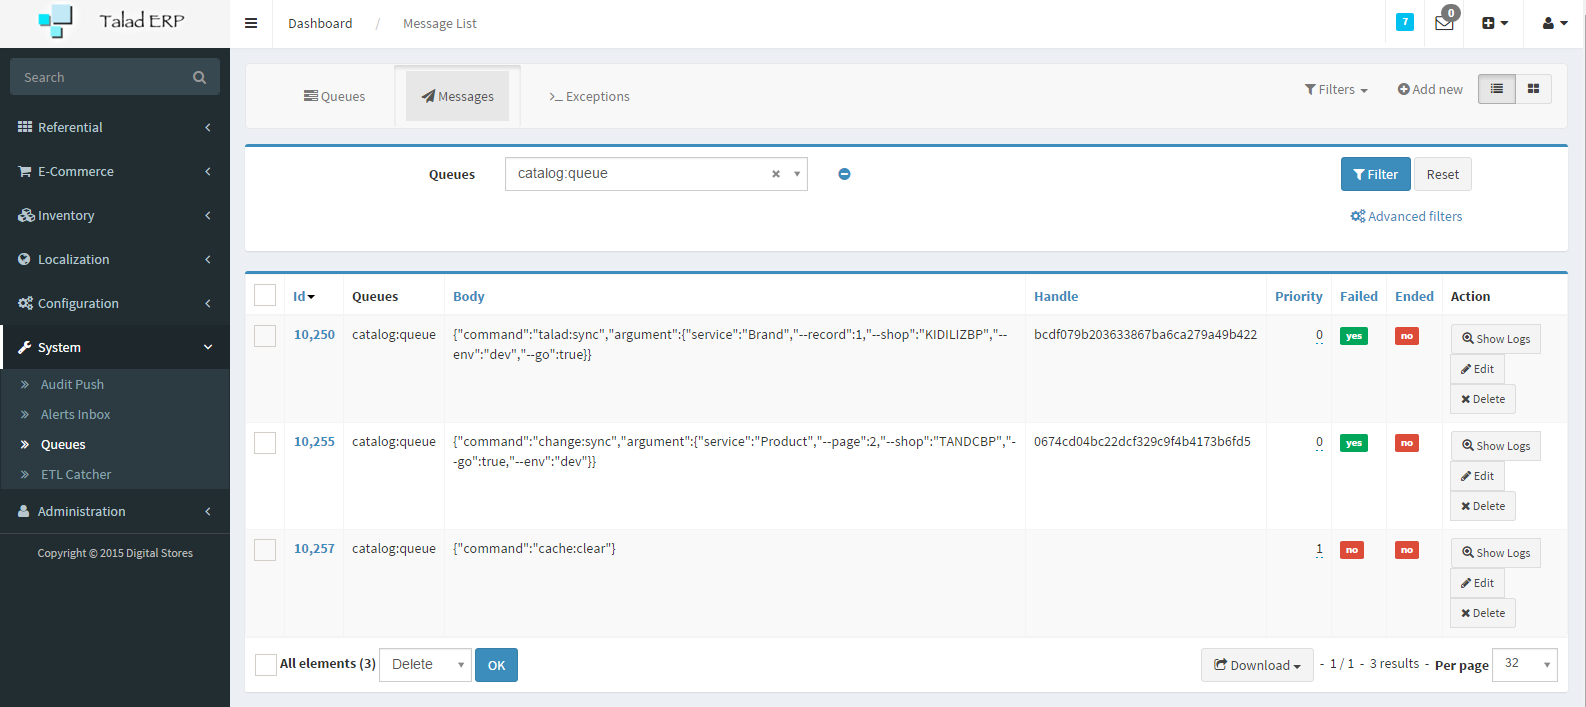 Talad ERP
Dashboard / Message List
7
0
Search
Referential
E-Commerce
Inventory
Localization
Configuration
System
Audit Push
Alerts Inbox
Queues
ETL Catcher
Administration
Copyright © 2015 Digital Stores
Queues
Messages
Exceptions
Filters
Add new
Queues
catalog:queue
Filter
Reset
Advanced filters
Id Queues Body Handle Priority Failed Ended Action
10,250 catalog:queue {"command":"talad:sync","argument":{"service":"Brand","--record":1,"--shop":"KIDILIZBP","-- bcdf079b203633867ba6ca279a49b422 0 yes no Show Logs
env":"dev","--go":true}}
Edit
Delete
10,255 catalog:queue {"command":"change:sync","argument":{"service":"Product","--page":2,"--shop":"TANDCBP","- 0674cd04bc22dcf329c9f4b4173b6fd5 0 yes no Show Logs
-go":true,"--env":"dev"}}
Edit
Delete
10,257 catalog:queue {"command":"cache:clear"} 1 no no Show Logs
Edit
Delete
All elements (3) Delete OK Download - 1 / 1 - 3 results - Per page 32